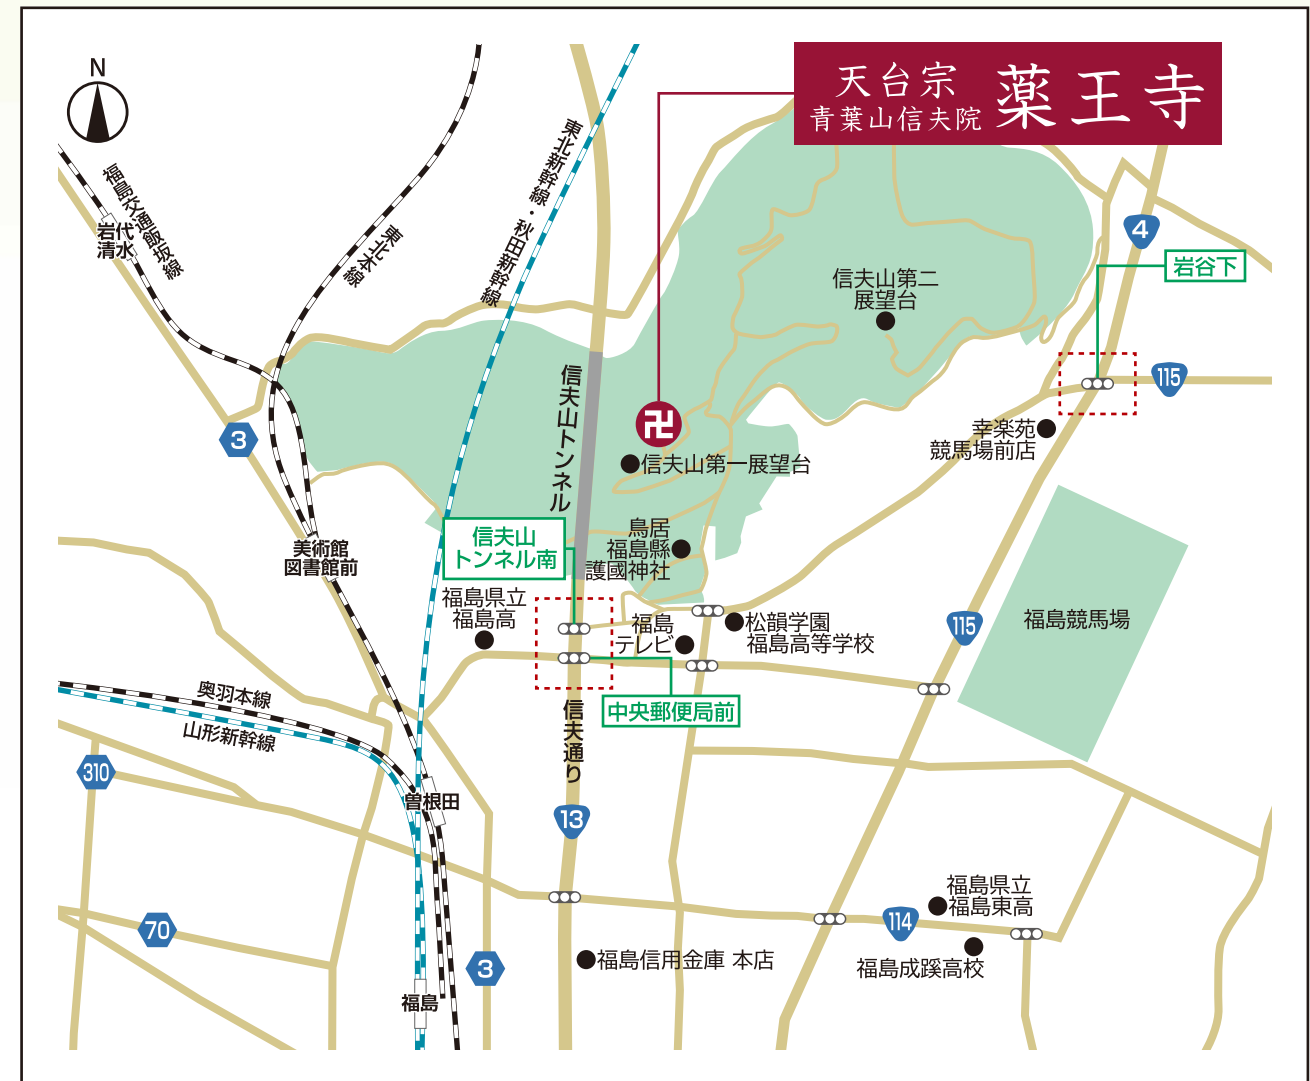 N
天台宗
青葉山信夫院
薬王寺
福島交通飯坂線
岩代
清水
東北本線
東北新幹線・秋田新幹線
4
岩谷下
信夫山第二
展望台
115
信夫山トンネル
卍
3
幸楽苑
競馬場前店
信夫山第一展望台
信夫山
トンネル南
鳥居
福島縣
護國神社
美術館
図書館前
福島県立
福島高
福島
テレビ
松韻学園
福島高等学校
115
福島競馬場
奥羽本線
山形新幹線
中央郵便局前
信夫通り
310
曽根田
13
福島県立
福島東高
114
70
3
福島信用金庫 本店
福島成蹊高校
福島